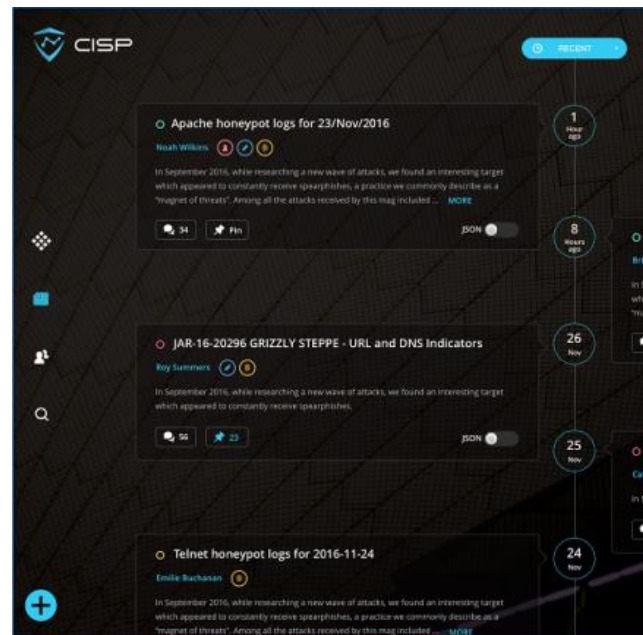 CISP
RECENT
Apache honeypot logs for 23/Nov/2016
Noah Wilkins
In September 2016, while researching a new wave of attacks, we found an interesting target
which appeared to constantly receive spearphishes, a practice we commonly describe as a
"magnet of threats". Among all the attacks received by this mag included ... MORE
34 Pin
JSON
1
Hour
ago
8
Hours
ago
JAR-16-20296 GRIZZLY STEPPE - URL and DNS Indicators
Roy Summers
In September 2016, while researching a new wave of attacks, we found an interesting target
which appeared to constantly receive spearphishes,
56 23
JSON
26
Nov
25
Nov
Telnet honeypot logs for 2016-11-24
Emilie Buchanan
In September 2016, while researching a new wave of attacks, we found an interesting target
which appeared to constantly receive spearphishes, a practice we commonly describe as a
"magnet of threats". Among all the attacks received by this mag included ... MORE
24
Nov